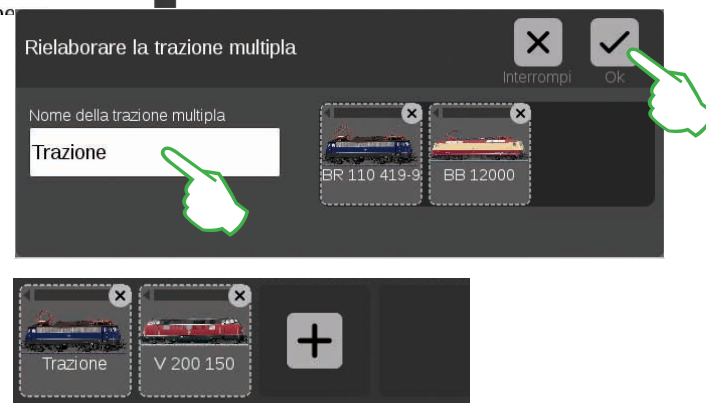 Rielaborare la trazione multipla
Interrompi
Ok
Nome della trazione multipla
Trazione
BR 110 419-9
BB 12000
Trazione
V 200 150